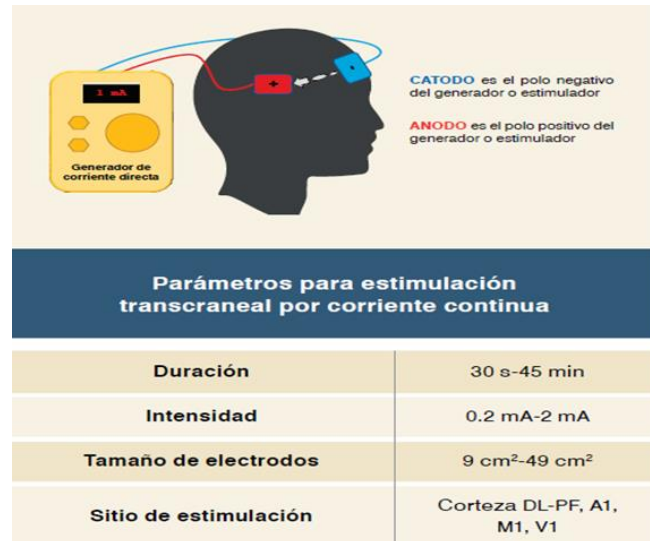 1 mA
Generador de
corriente directa
+
-
CATODO es el polo negativo
del generador o estimulador
ANODO es el polo positivo del
generador o estimulador
Parámetros para estimulación
transcraneal por corriente continua
Duración
30 s-45 min
Intensidad
0.2 mA-2 mA
Tamaño de electrodos
9 cm²-49 cm²
Sitio de estimulación
Corteza DL-PF, A1,
M1, V1